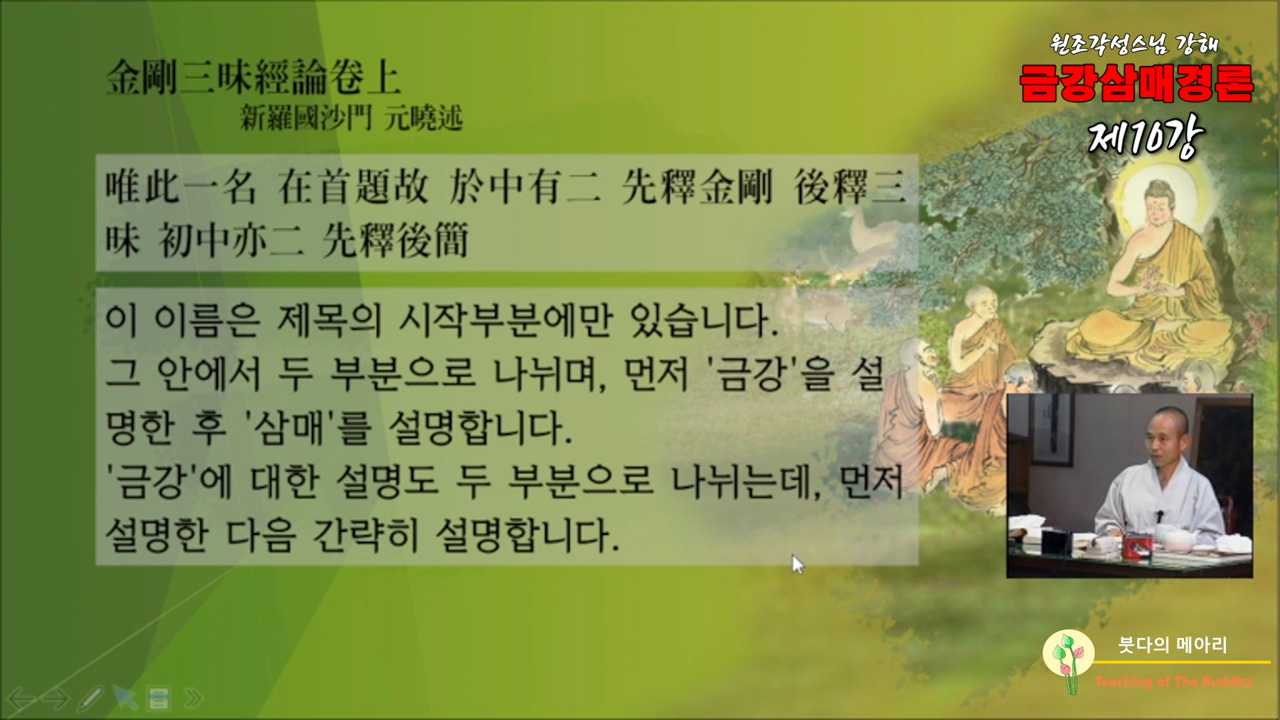 金剛三昧經論卷上
新羅國沙門 元曉述
唯此一名 在首題故 於中有二 先釋金剛 後釋三
昧 初中亦二 先釋後簡
이 이름은 제목의 시작부분에만 있습니다.
그 안에서 두 부분으로 나뉘며, 먼저 '금강'을 설
명한 후 '삼매'를 설명합니다.
'금강'에 대한 설명도 두 부분으로 나뉘는데, 먼저
설명한 다음 간략히 설명합니다.
원조각성스님 강해
금강삼매경론
제10강
붓다의 메아리
Teaching of The Buddha